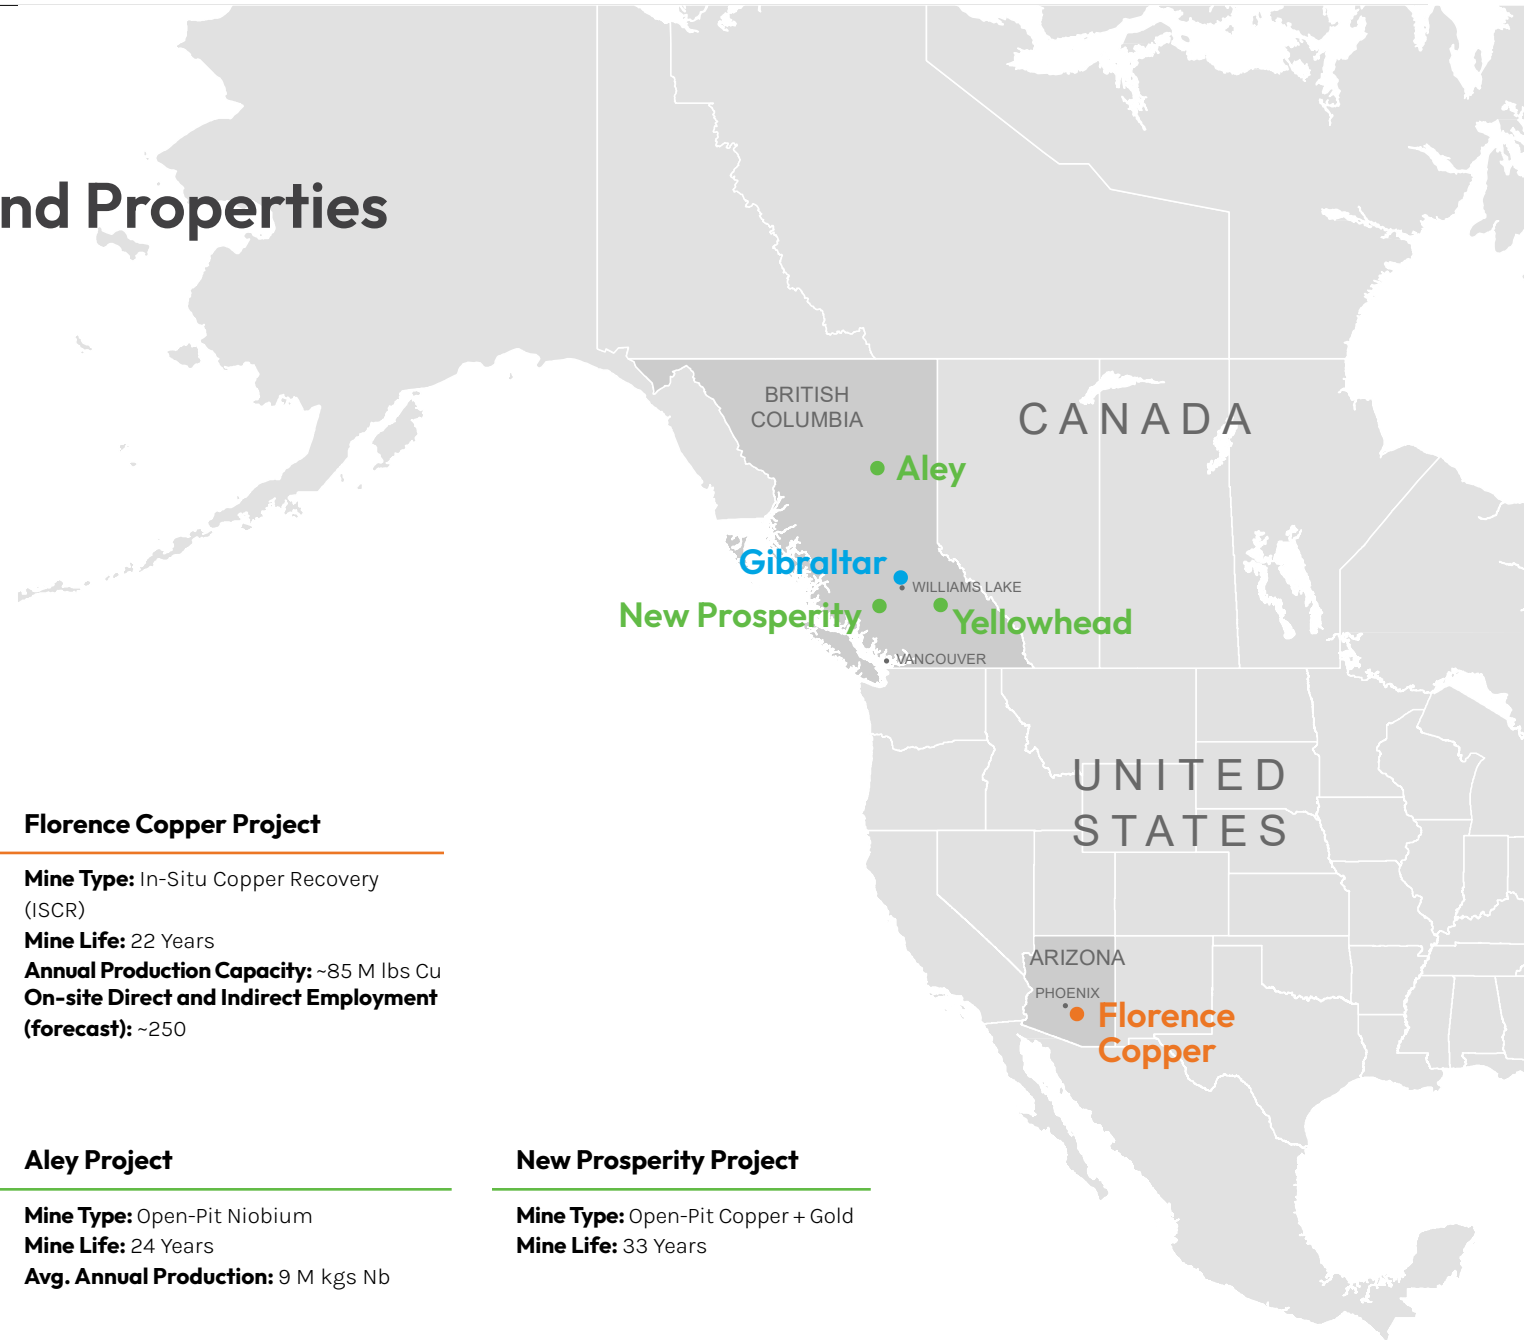 nd Properties
BRITISH
COLUMBIA
CANADA
Aley
Gibraltar
WILLIAMS LAKE
New Prosperity
Yellowhead
VANCOUVER
UNITED
STATES
ARIZONA
PHOENIX
Florence
Copper
Florence Copper Project
Mine Type: In-Situ Copper Recovery
(ISCR)
Mine Life: 22 Years
Annual Production Capacity: ~85 M lbs Cu
On-site Direct and Indirect Employment
(forecast): ~250
Aley Project
Mine Type: Open-Pit Niobium
Mine Life: 24 Years
Avg. Annual Production: 9 M kgs Nb
New Prosperity Project
Mine Type: Open-Pit Copper + Gold
Mine Life: 33 Years